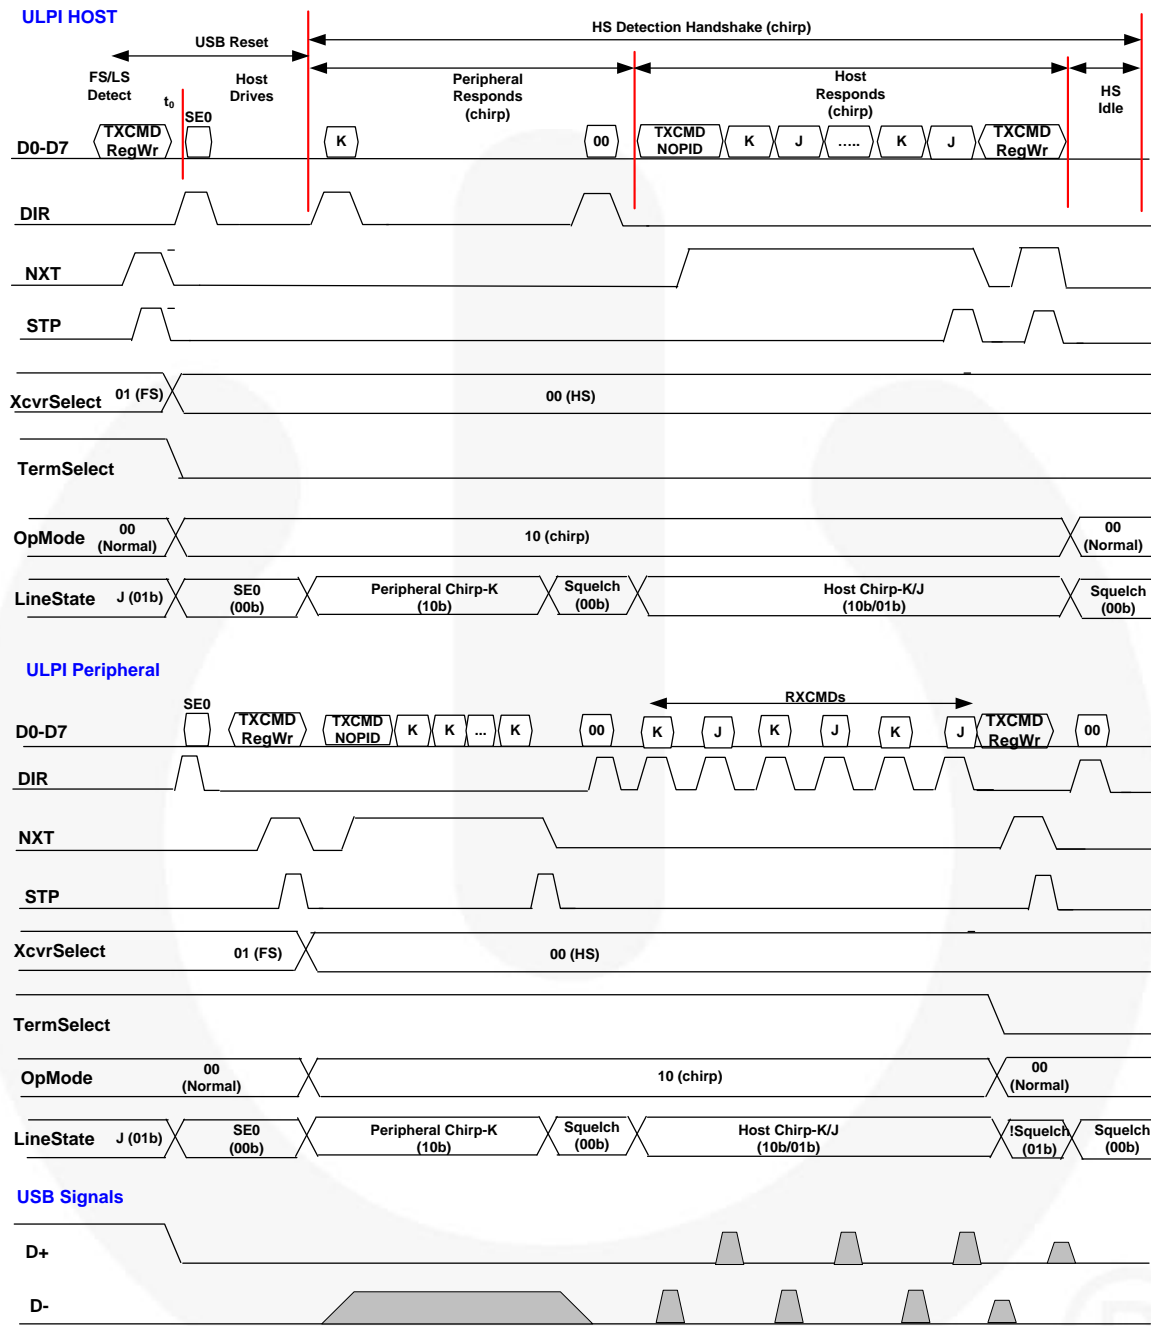 ULPI HOST
HS Detection Handshake (chirp)
USB Reset
FS/LS
Detect
t0
Host
Drives
Peripheral
Responds
(chirp)
Host
Responds
(chirp)
HS
Idle
SE0
D0-D7
TXCMD
RegWr
K
00
TXCMD
NOPID
K
J
.....
K
J
TXCMD
RegWr
DIR
NXT
STP
XcvrSelect
01 (FS)
00 (HS)
TermSelect
OpMode
00
(Normal)
10 (chirp)
00
(Normal)
LineState
J (01b)
SE0
(00b)
Peripheral Chirp-K
(10b)
Squelch
(00b)
Host Chirp-K/J
(10b/01b)
Squelch
(00b)
ULPI Peripheral
RXCMDs
SE0
D0-D7
TXCMD
RegWr
TXCMD
NOPID
K
K
...
K
00
K
J
K
J
K
J
TXCMD
RegWr
00
DIR
NXT
STP
XcvrSelect
01 (FS)
00 (HS)
TermSelect
OpMode
00
(Normal)
10 (chirp)
00
(Normal)
LineState
J (01b)
SE0
(00b)
Peripheral Chirp-K
(10b)
Squelch
(00b)
Host Chirp-K/J
(10b/01b)
!Squelch
(01b)
Squelch
(00b)
USB Signals
D+
D-